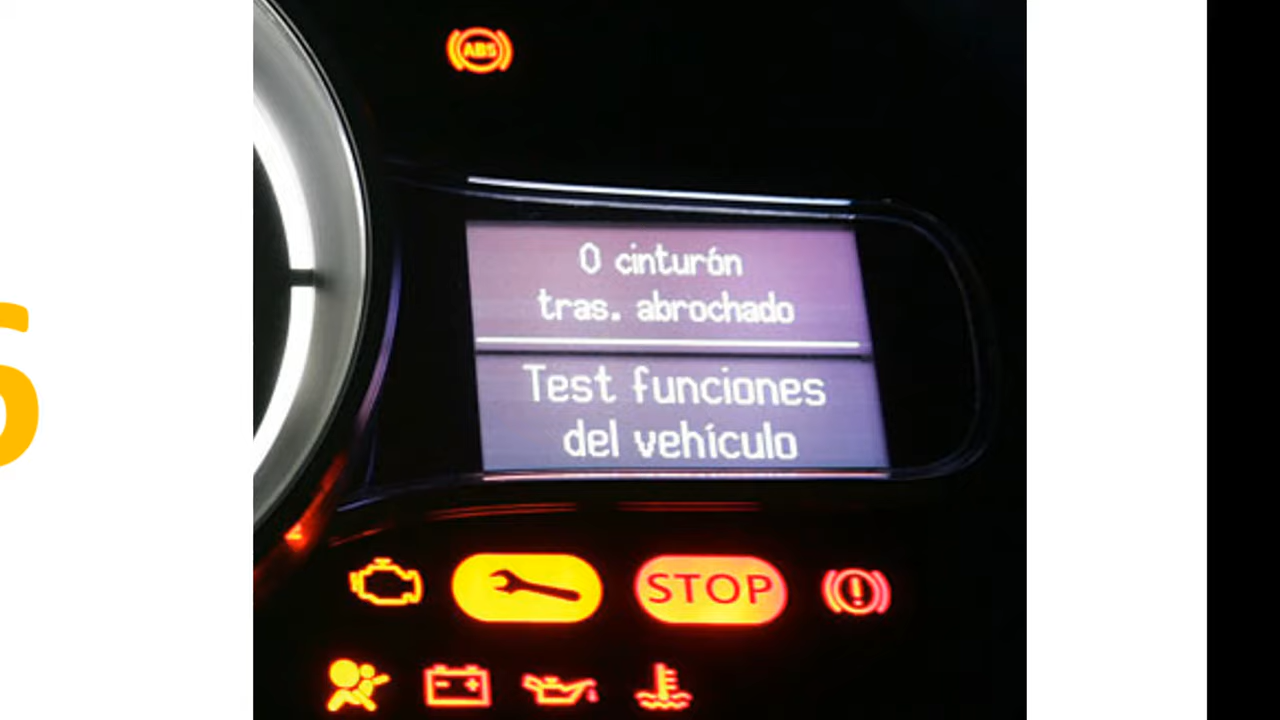 ABS
0 cinturón
tras. abrochado
Test funciones
del vehículo
STOP